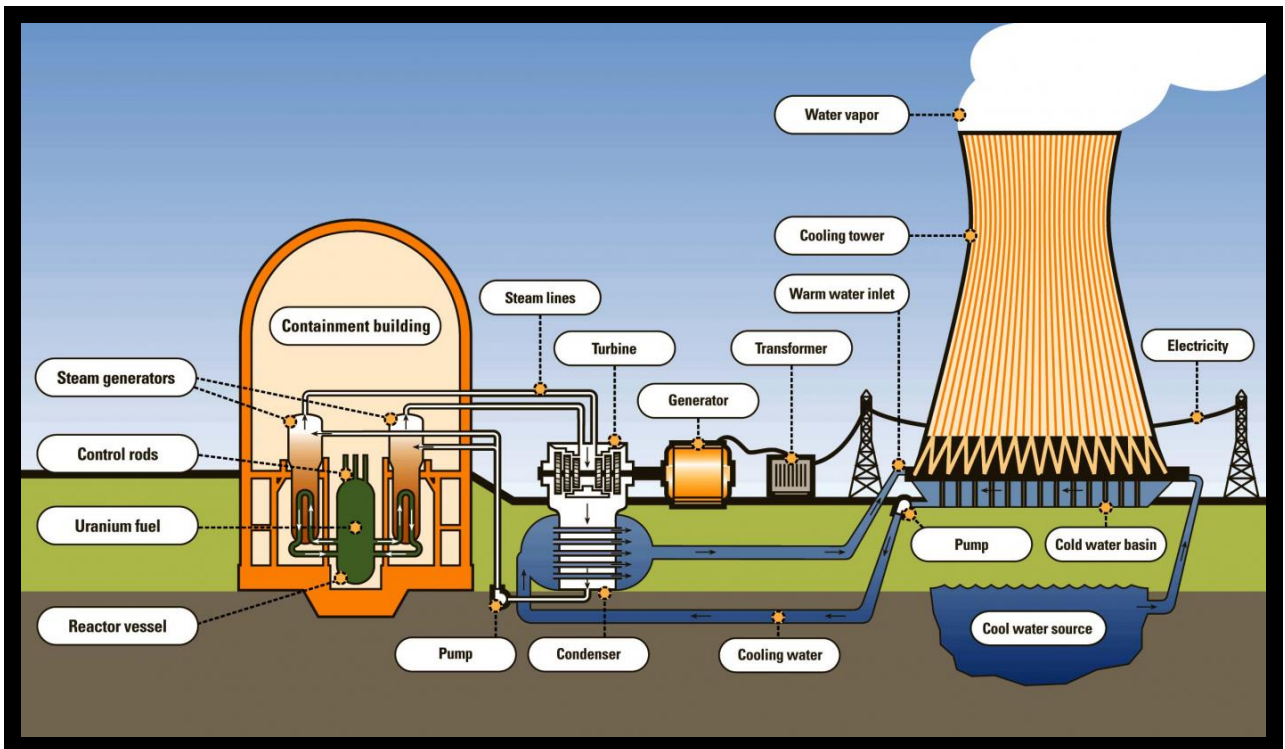 Water vapor
Cooling tower
Steam lines
Warm water inlet
Containment building
Turbine
Transformer
Electricity
Steam generators
Generator
Control rods
Uranium fuel
Pump
Cold water basin
Reactor vessel
Cool water source
Pump
Condenser
Cooling water